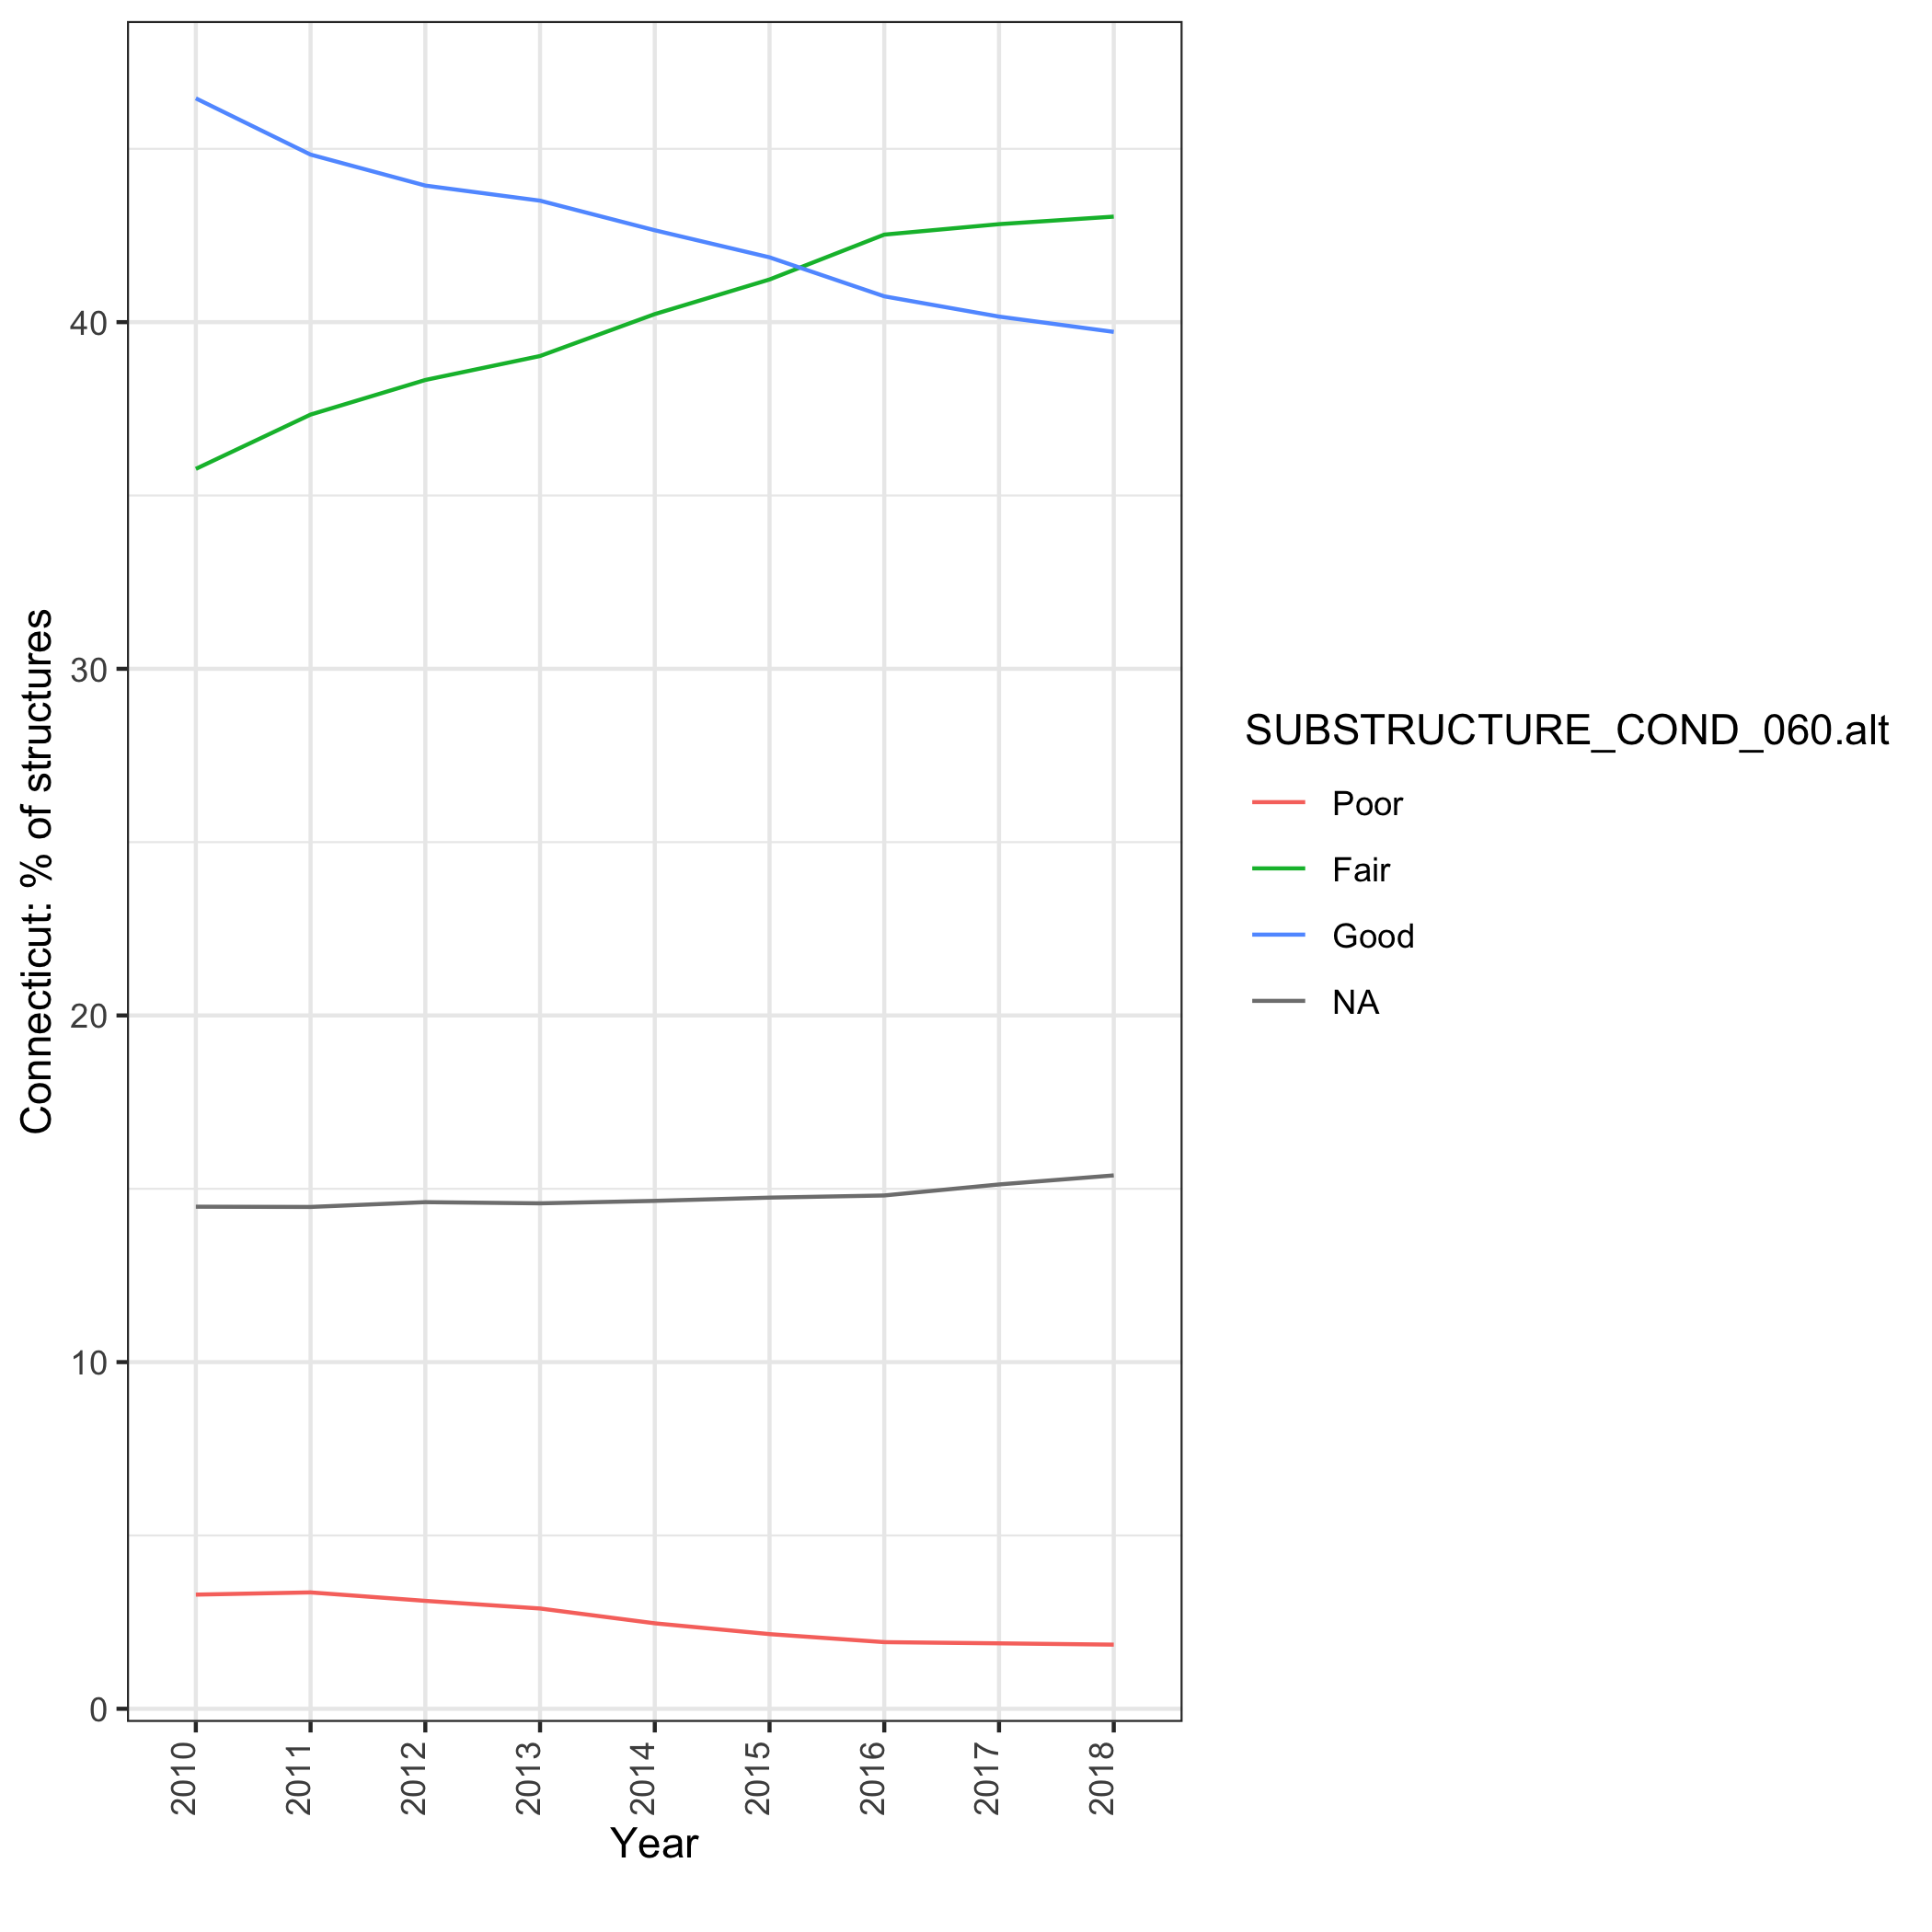 Connecticut: % of structures
40
30
20
10
0
2010
2011
2012
2013
2014
2015
2016
2017
2018
Year
SUBSTRUCTURE_COND_060.alt
Poor
Fair
Good
NA